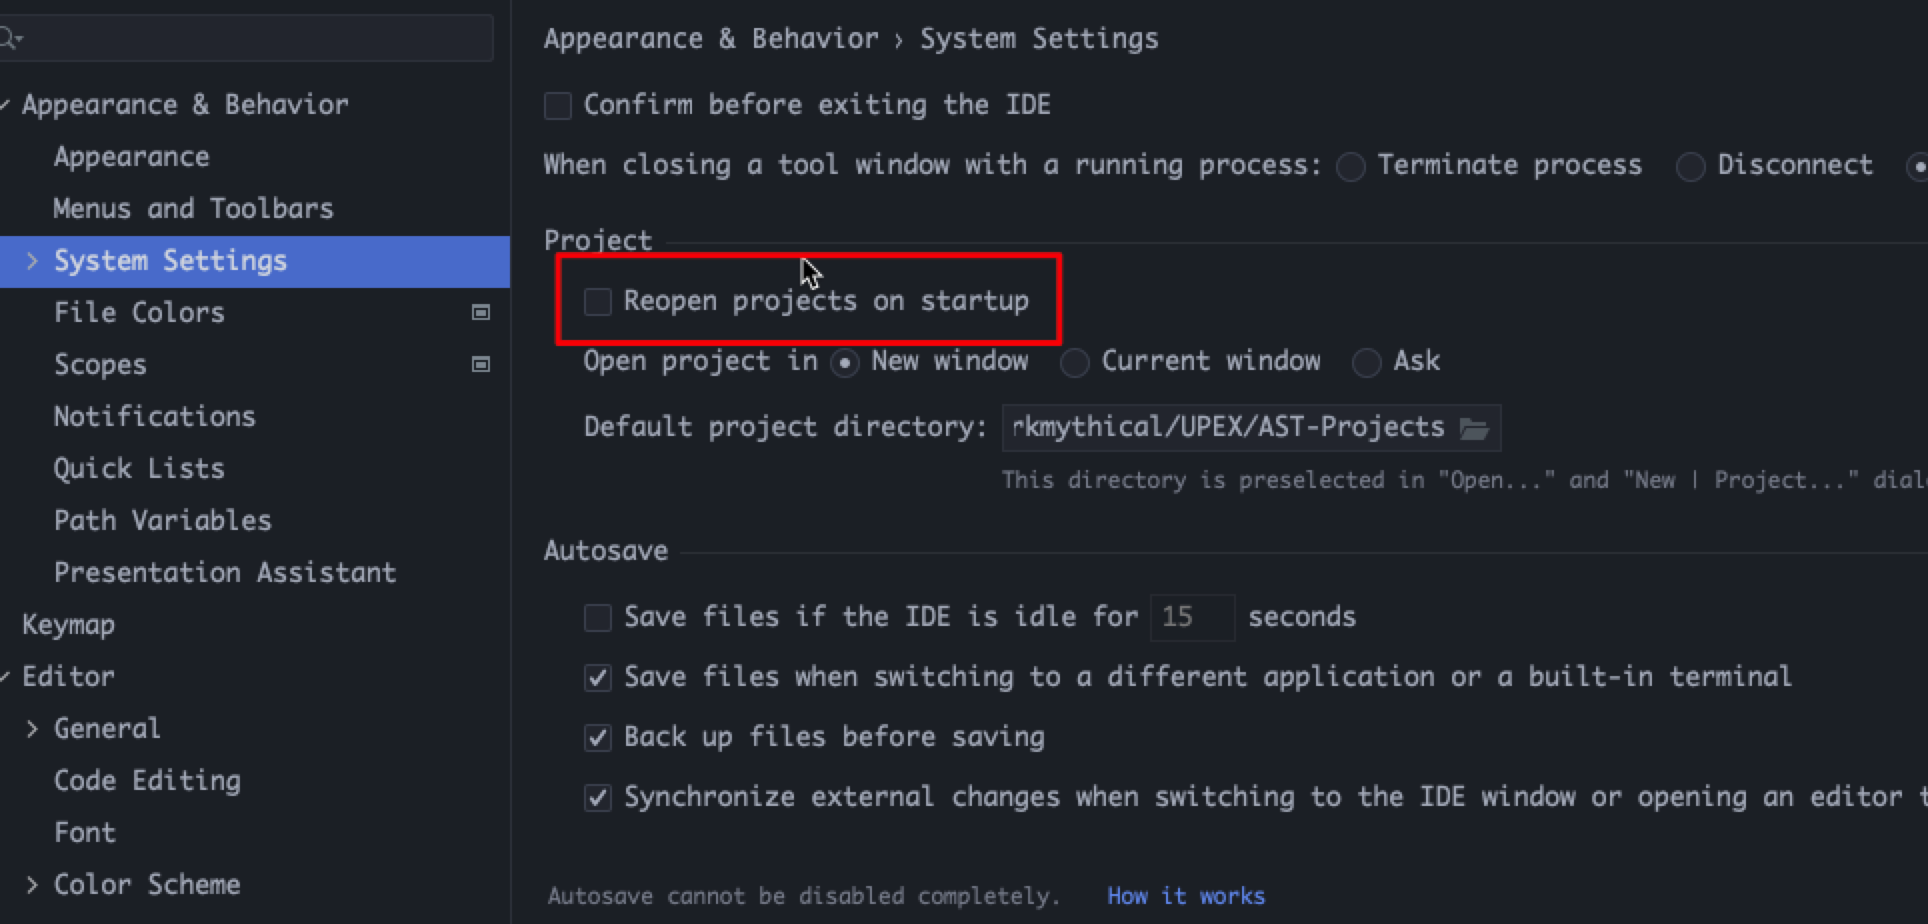 Appearance & Behavior
Appearance
Menus and Toolbars
System Settings
File Colors
Scopes
Notifications
Quick Lists
Path Variables
Presentation Assistant
Keymap
Editor
General
Code Editing
Font
Color Scheme
Appearance & Behavior › System Settings
Confirm before exiting the IDE
When closing a tool window with a running process: Terminate process Disconnect
Project
Reopen projects on startup
Open project in New window Current window Ask
Default project directory: rkmythical/UPEX/AST-Projects
This directory is preselected in "Open..." and "New | Project..."
Autosave
Save files if the IDE is idle for 15 seconds
Save files when switching to a different application or a built-in terminal
Back up files before saving
Synchronize external changes when switching to the IDE window or opening an editor
Autosave cannot be disabled completely. How it works